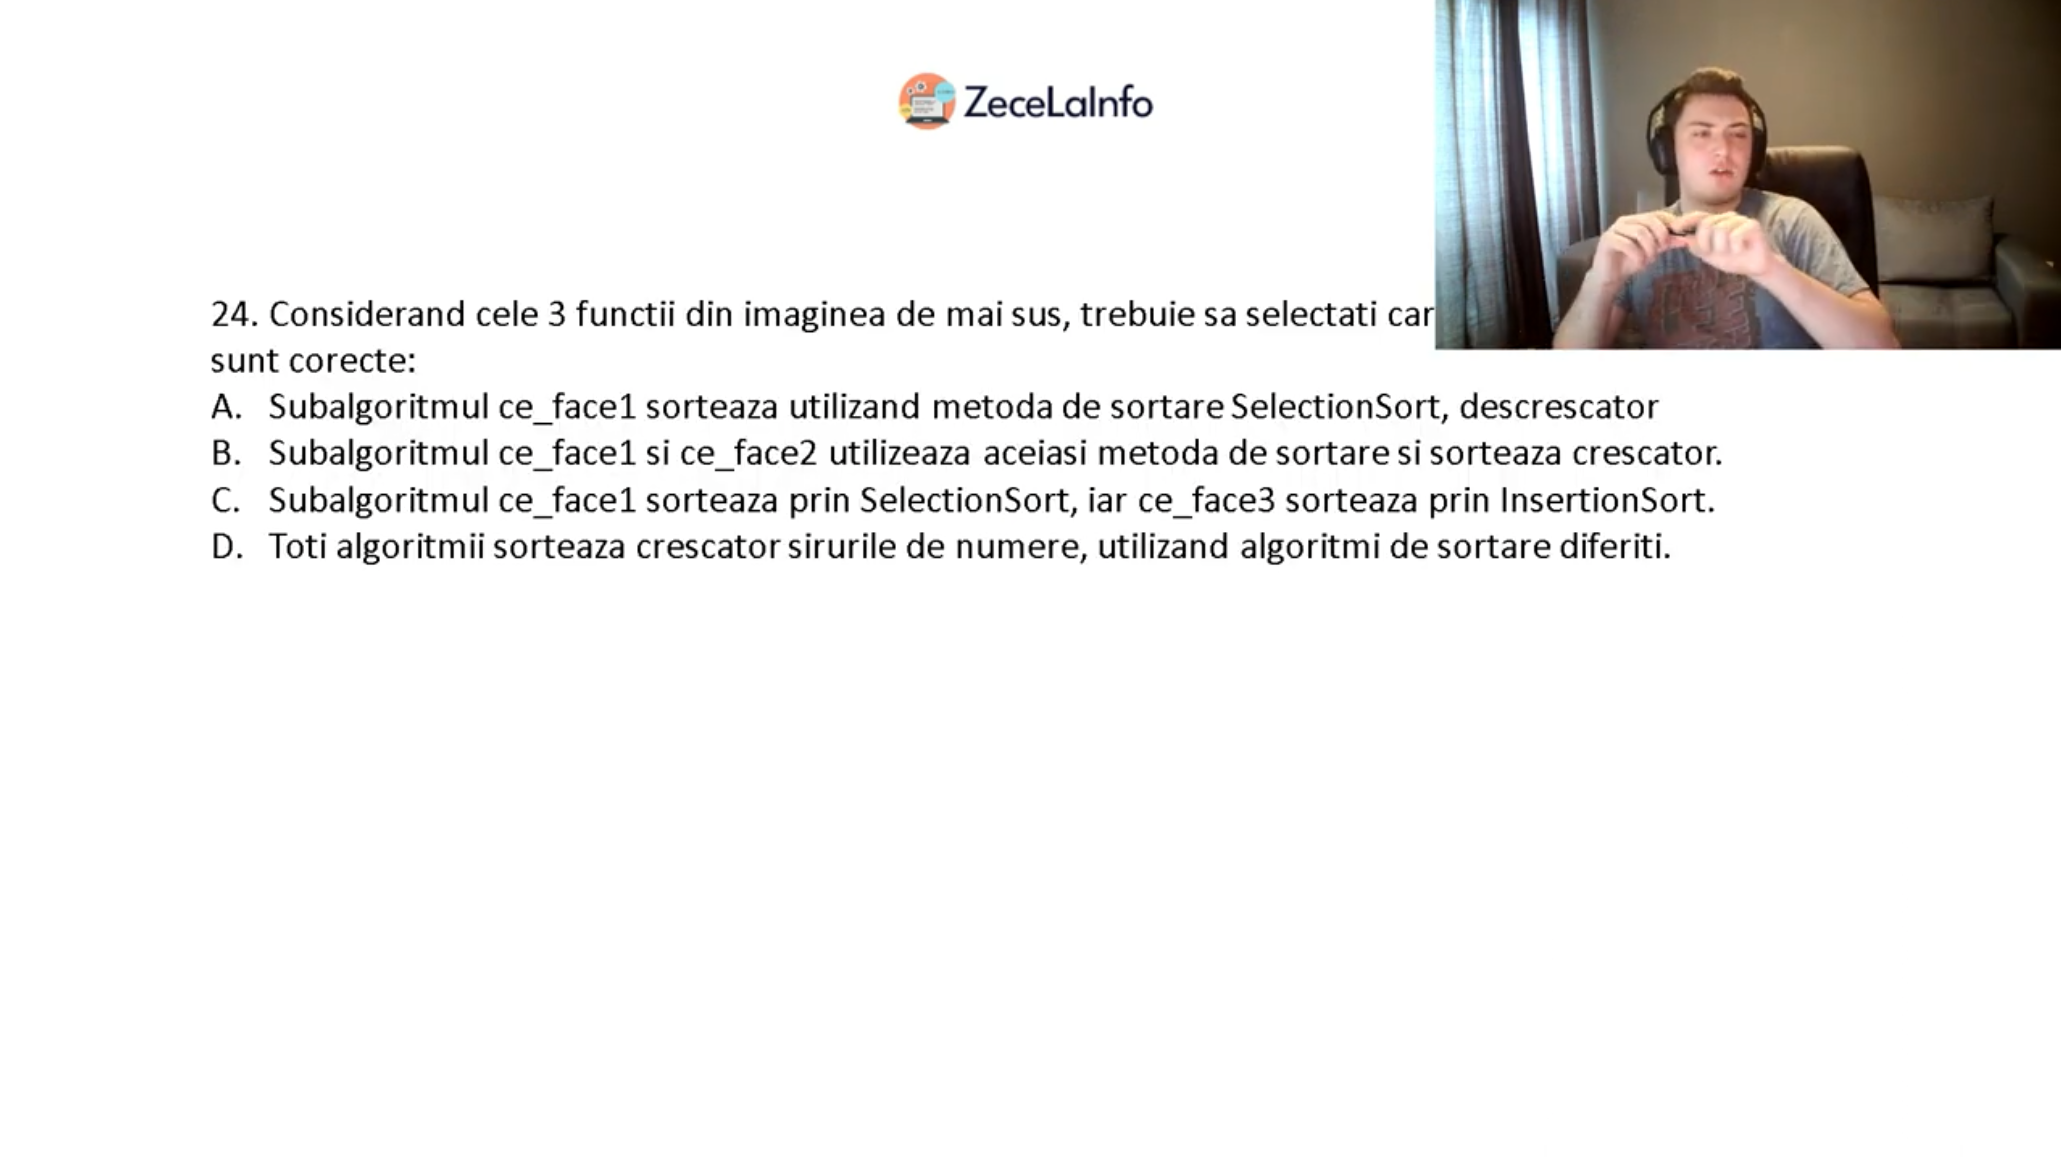 ZeceLaInfo
24. Considerand cele 3 functii din imaginea de mai sus, trebuie sa selectati car
sunt corecte:
A. Subalgoritmul ce_face1 sorteaza utilizand metoda de sortare SelectionSort, descrescator
B. Subalgoritmul ce_face1 si ce_face2 utilizeaza aceiasi metoda de sortare si sorteaza crescator.
C. Subalgoritmul ce_face1 sorteaza prin SelectionSort, iar ce_face3 sorteaza prin InsertionSort.
D. Toti algoritmii sorteaza crescator sirurile de numere, utilizand algoritmi de sortare diferiti.